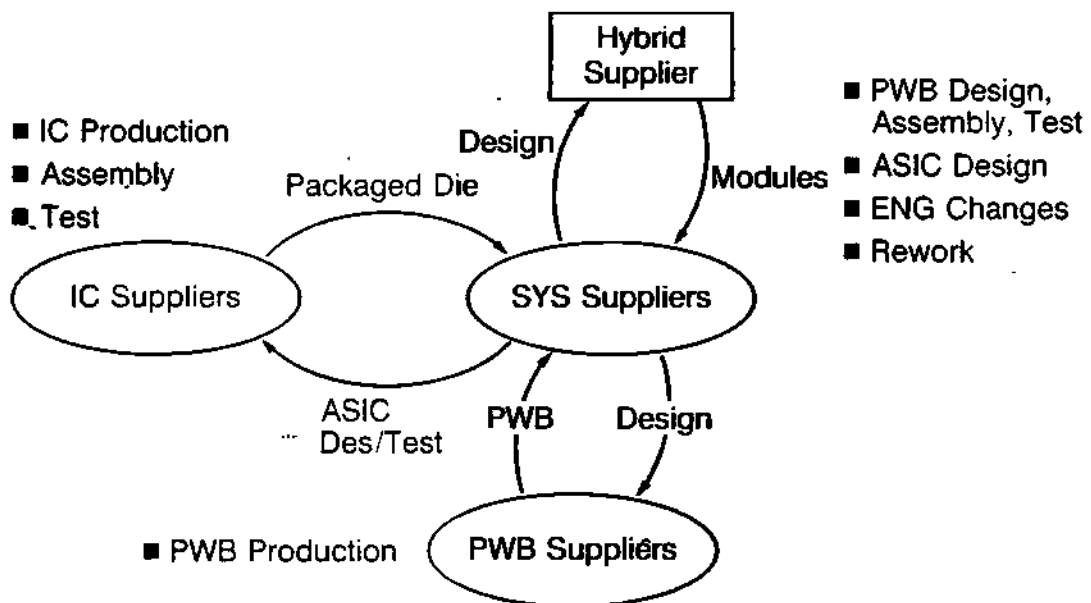 Hybrid
Supplier
■ IC Production
■ Assembly
■ Test
Packaged Die
Design
Modules
■ PWB Design,
Assembly, Test
■ ASIC Design
■ ENG Changes
■ Rework
IC Suppliers
SYS Suppliers
ASIC
Des/Test
PWB
Design
■ PWB Production
PWB Suppliers